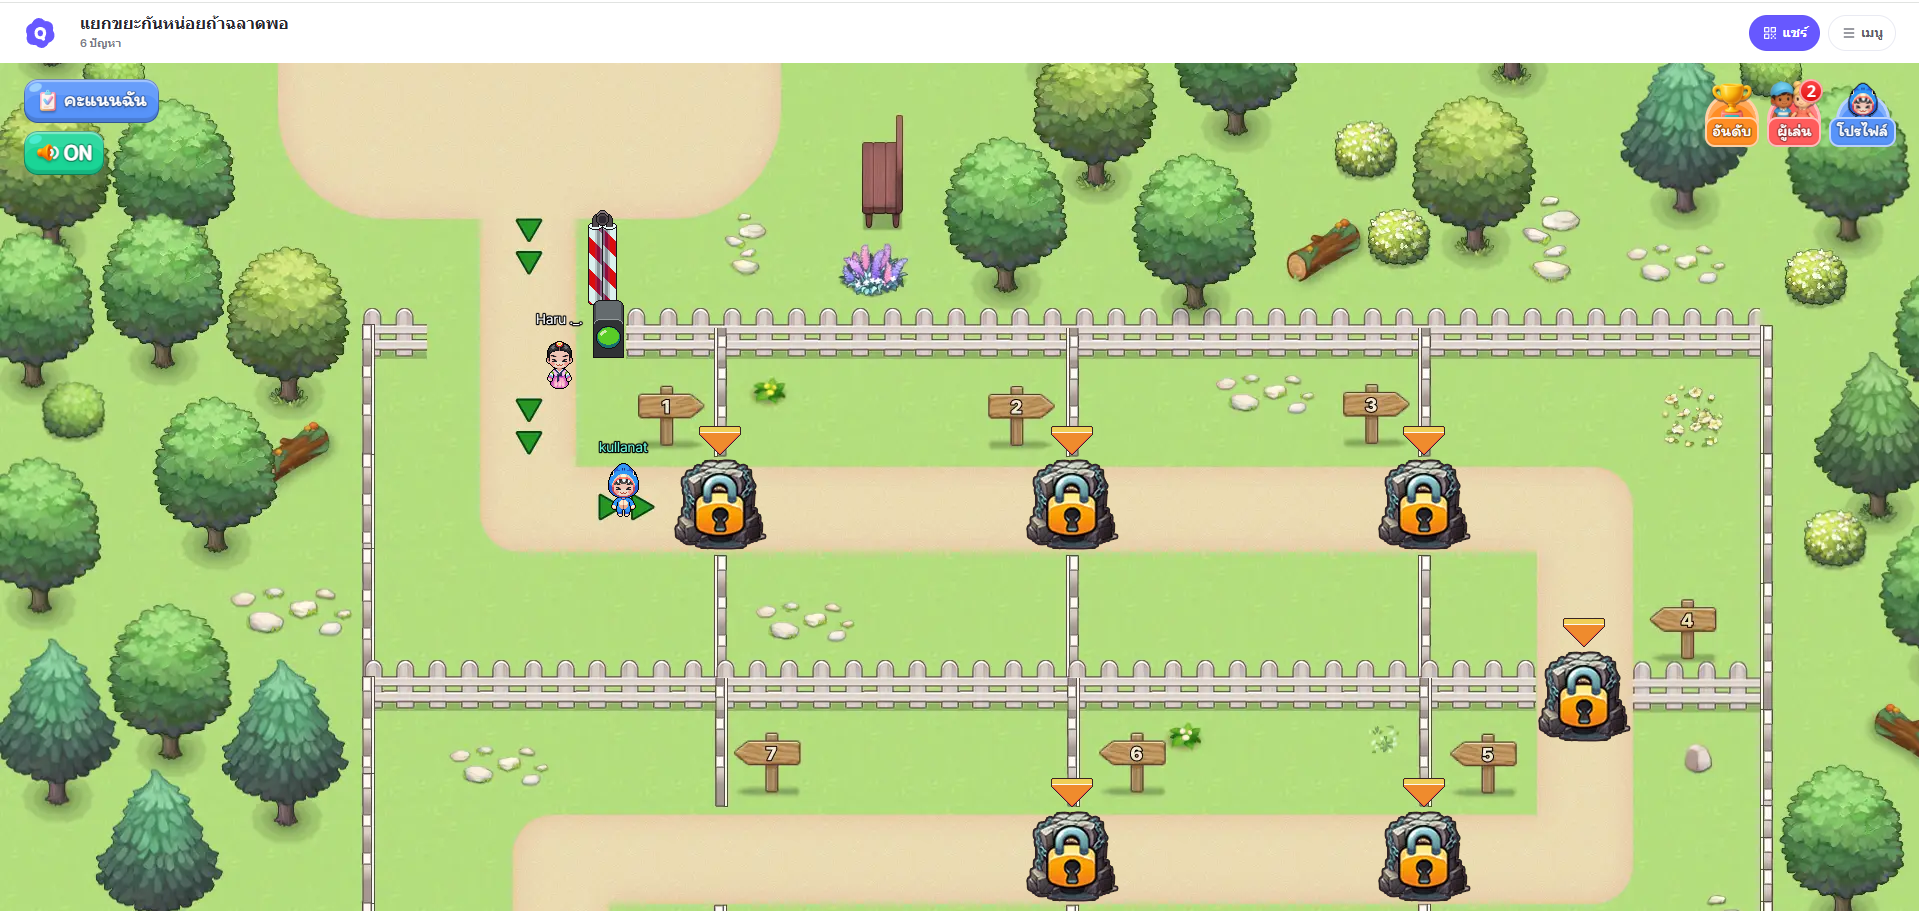 แยกขยะกันหน่อยถ้าฉลาดพอ
6 ปัญหา
แชร์
เมนู
คะแนนฉัน
ON
อันดับ
2
ผู้เล่น
โปรไฟล์
Haru ._.
1
2
3
kullanat
4
7
6
5